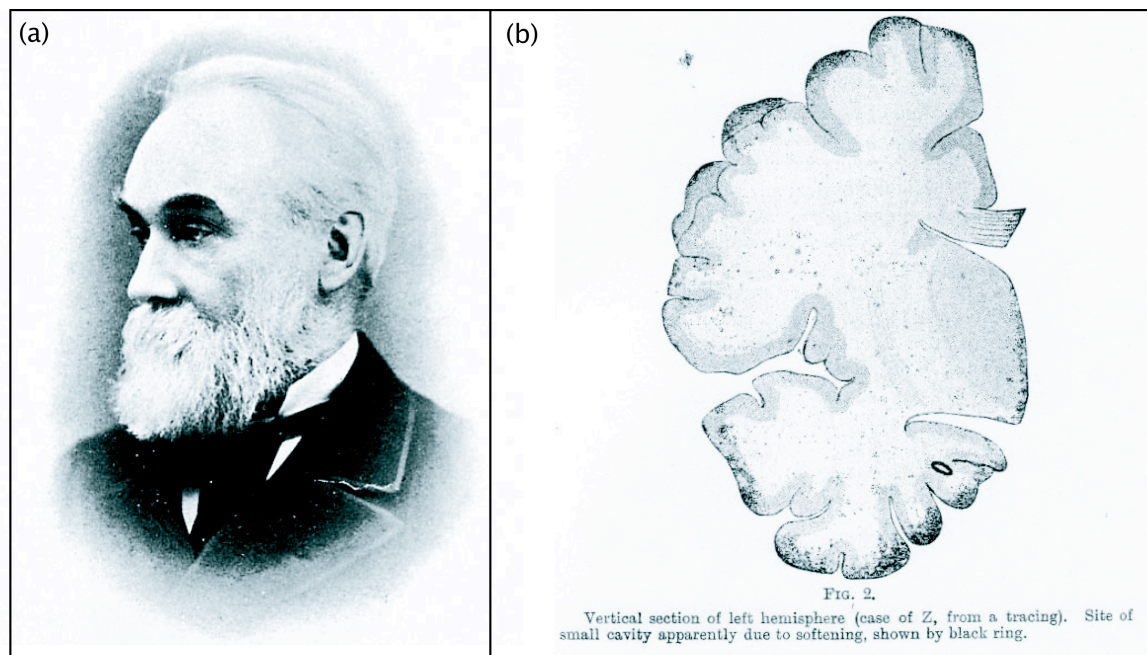 (a)
(b)
FIG. 2.
Vertical section of left hemisphere (case of Z, from a tracing). Site of
small cavity apparently due to softening, shown by black ring.